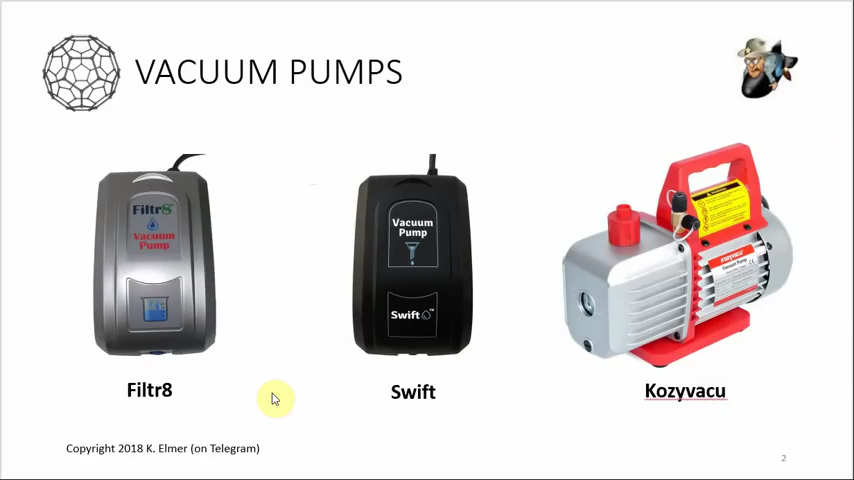 VACUUM PUMPS
Filtr8
Vacuum
Pump
Vacuum
Pump
Swift
KOZYVACU
Vacuum Pump
Filtr8
Swift
Kozyvacu
Copyright 2018 K. Elmer (on Telegram)
2